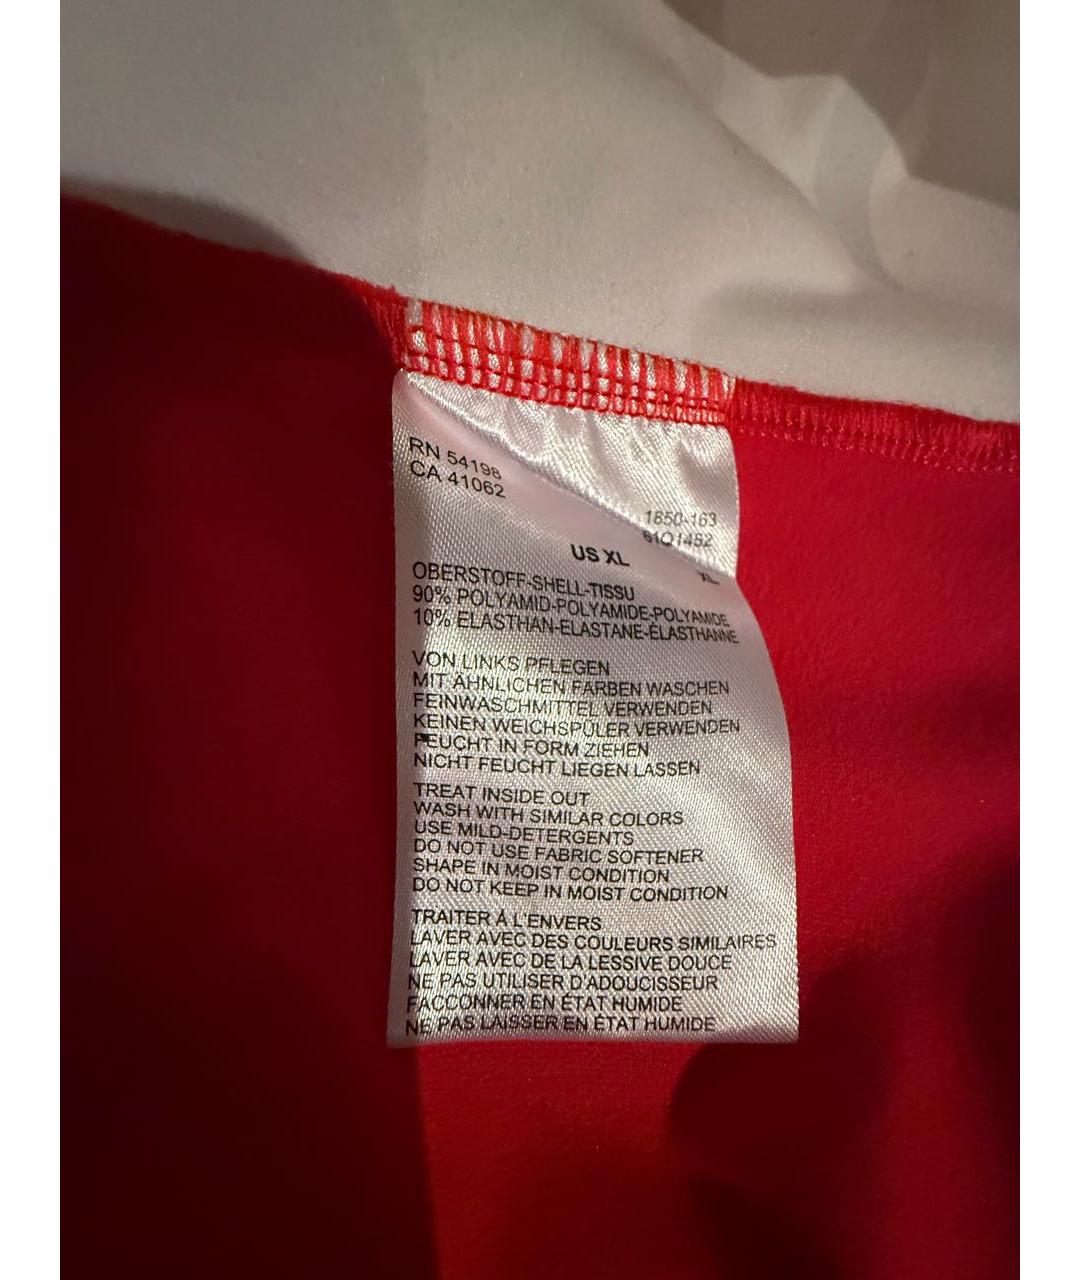 RN 54198
CA 41062
1650-163
61Q1452
US XL
XL
OBERSTOFF-SHELL-TISSU
90% POLYAMID-POLYAMIDE-POLYAMIDE
10% ELASTHAN-ELASTANE-ÉLASTHANNE
VON LINKS PFLEGEN
MIT ÄHNLICHEN FARBEN WASCHEN
FEINWASCHMITTEL VERWENDEN
KEINEN WEICHSPÜLER VERWENDEN
FEUCHT IN FORM ZIEHEN
NICHT FEUCHT LIEGEN LASSEN
TREAT INSIDE OUT
WASH WITH SIMILAR COLORS
USE MILD-DETERGENTS
DO NOT USE FABRIC SOFTENER
SHAPE IN MOIST CONDITION
DO NOT KEEP IN MOIST CONDITION
TRAITER À L'ENVERS
LAVER AVEC DES COULEURS SIMILAIRES
LAVER AVEC DE LA LESSIVE DOUCE
NE PAS UTILISER D'ADOUCISSEUR
FACCONNER EN ÉTAT HUMIDE
NE PAS LAISSER EN ÉTAT HUMIDE